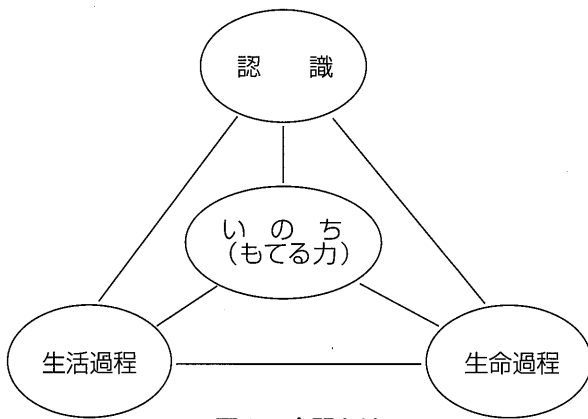 認 識
い の ち
(もてる力)
生活過程
生命過程